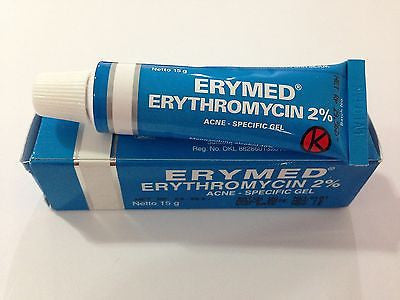 Netto 15 g
ERYMED®
ERYTHROMYCIN 2%
ACNE - SPECIFIC GEL
K
ERYMED®
ERYTHROMYCIN 2%
ACNE - SPECIFIC GEL
Netto 15 g